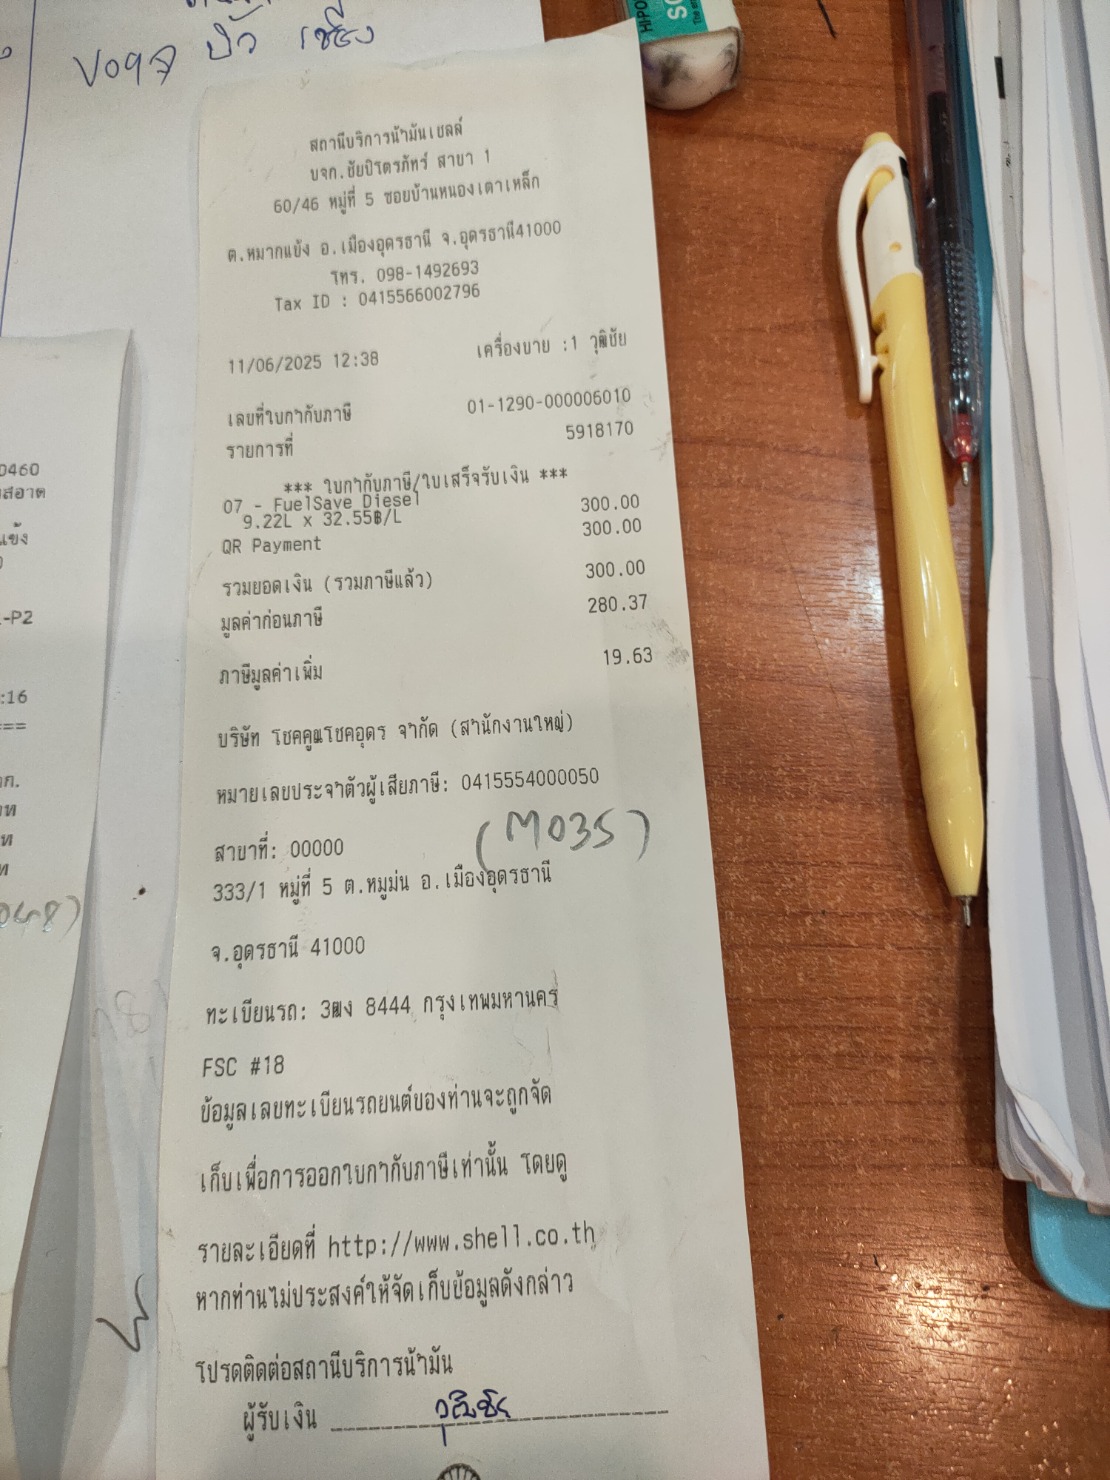 ของ บัว เชียง
สถานีบริการน้ำมันเชลล์
บจก.ชัยปิโตรภัทร์ สาขา 1
60/46 หมู่ที่ 5 ซอยบ้านหนองเตาเหล็ก
ต.หมากแข้ง อ.เมืองอุดรธานี จ.อุดรธานี41000
โทร. 098-1492693
Tax ID : 0415566002796
11/06/2025 12:38 เครื่องขาย :1 วุฒิชัย
เลขที่ใบกำกับภาษี 01-1290-000006010
รายการที่ 5918170
*** ใบกำกับภาษี/ใบเสร็จรับเงิน ***
07 - FuelSave Diesel 300.00
9.22L x 32.55฿/L
QR Payment 300.00
รวมยอดเงิน (รวมภาษีแล้ว) 300.00
มูลค่าก่อนภาษี 280.37
ภาษีมูลค่าเพิ่ม 19.63
บริษัท โชคคูณโชคอุดร จำกัด (สำนักงานใหญ่)
หมายเลขประจำตัวผู้เสียภาษี: 0415554000050
สาขาที่: 00000 (M035)
333/1 หมู่ที่ 5 ต.หมูม่น อ.เมืองอุดรธานี
จ.อุดรธานี 41000
ทะเบียนรถ: 3ฒง 8444 กรุงเทพมหานคร
FSC #18
ข้อมูลเลขทะเบียนรถยนต์ของท่านจะถูกจัด
เก็บเพื่อการออกใบกำกับภาษีเท่านั้น โดยดู
รายละเอียดที่ http://www.shell.co.th
หากท่านไม่ประสงค์ให้จัดเก็บข้อมูลดังกล่าว
โปรดติดต่อสถานีบริการน้ำมัน
ผู้รับเงิน วุฒิชัย
0460
-P2
:16
===